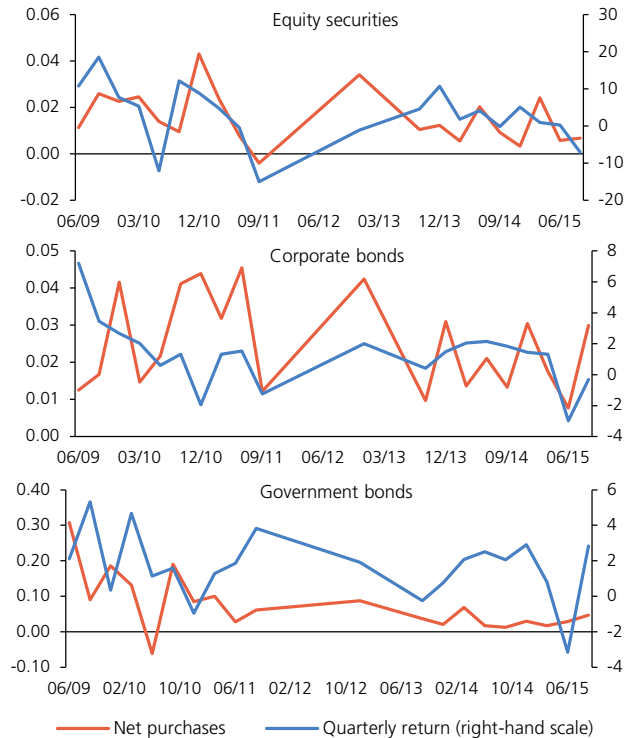 Equity securities
0.06 30
0.04 20
10
0.02 0
0.00 -10
-0.02 -20
06/09 03/10 12/10 09/11 06/12 03/13 12/13 09/14 06/15
Corporate bonds
0.05 8
0.04 6
4
0.03 2
0.02 0
0.01 -2
0.00 -4
06/09 03/10 12/10 09/11 06/12 03/13 12/13 09/14 06/15
Government bonds
0.40 6
0.30 4
0.20 2
0.10 0
0.00 -2
-0.10 -4
06/09 02/10 10/10 06/11 02/12 10/12 06/13 02/14 10/14 06/15
Net purchases Quarterly return (right-hand scale)